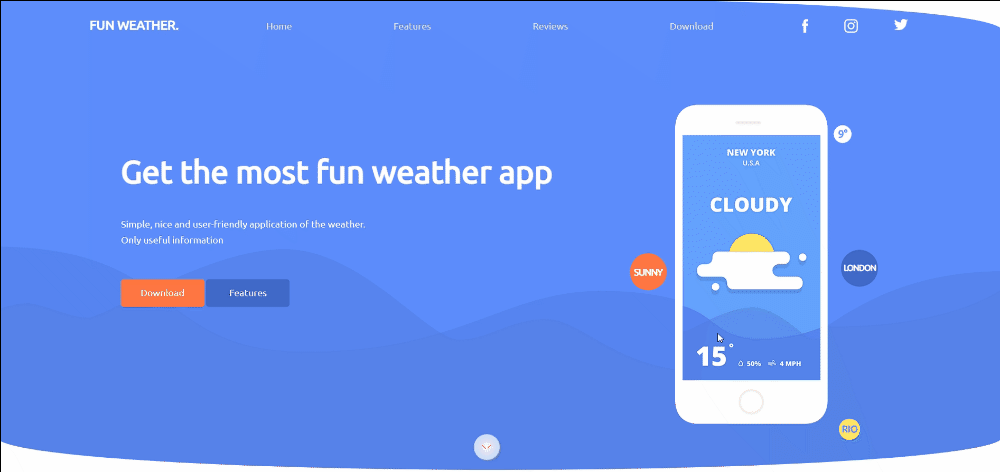 FUN WEATHER.
Home
Features
Reviews
Download
Get the most fun weather app
Simple, nice and user-friendly application of the weather.
Only useful information
Download
Features
9°
NEW YORK
U.S.A
CLOUDY
SUNNY
LONDON
15°
50%
4 MPH
RIO